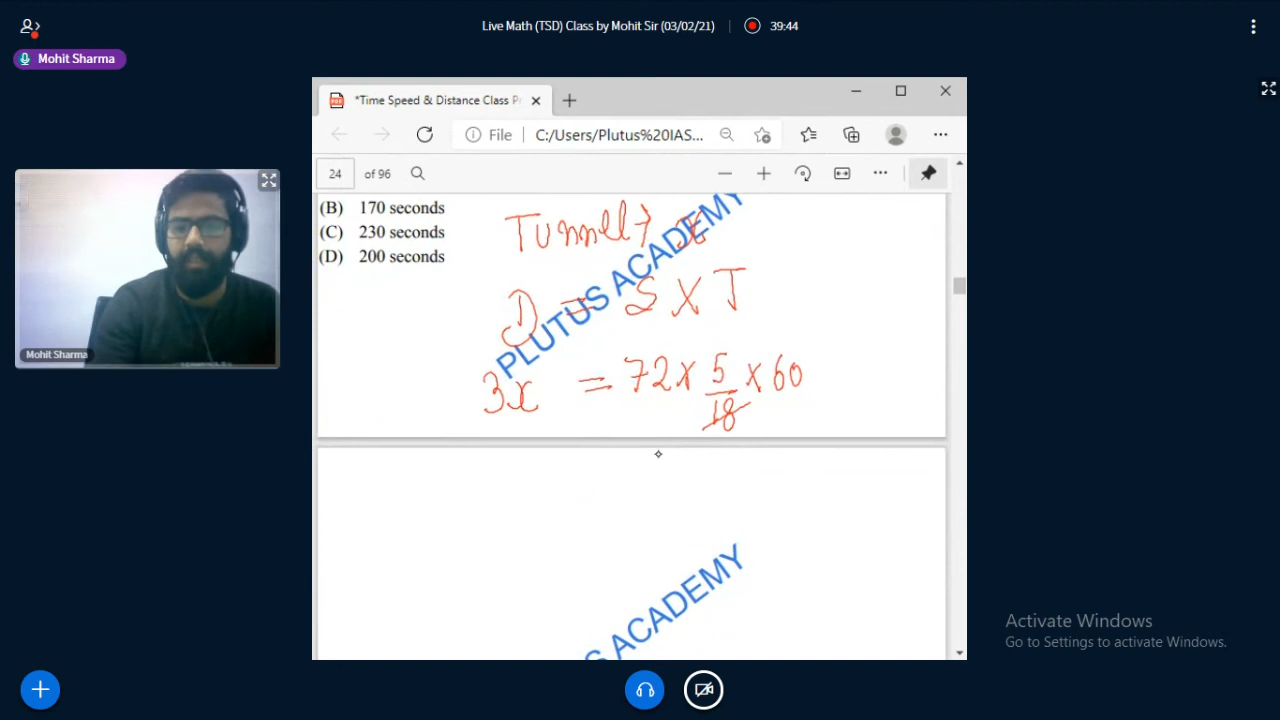 Live Math (TSD) Class by Mohit Sir (03/02/21)
39:44
Mohit Sharma
*Time Speed & Distance Class Pr
File
C:/Users/Plutus%20IAS...
24
of 96
(B) 170 seconds
(C) 230 seconds
(D) 200 seconds
Tunnel → x
D = S X T
3x = 72 x 5/18 x 60
PLUTUS ACADEMY
S ACADEMY
Mohit Sharma
Activate Windows
Go to Settings to activate Windows.